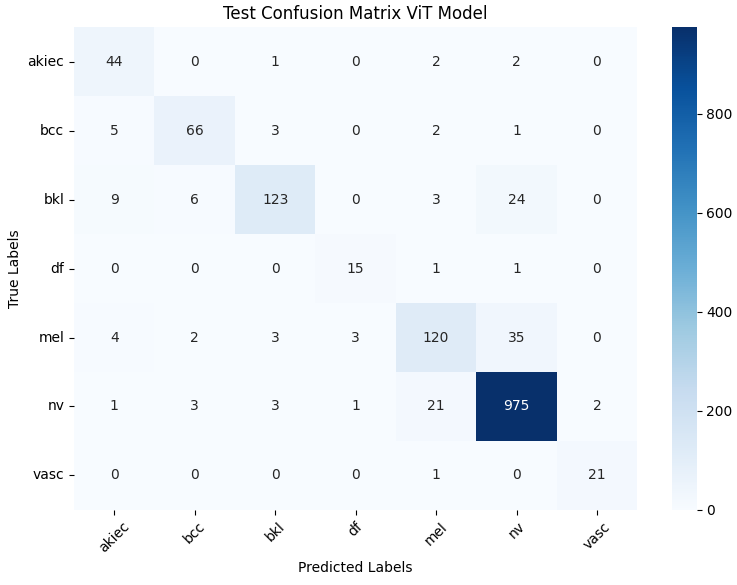 Test Confusion Matrix ViT Model
True Labels
akiec 44 0 1 0 2 2 0
bcc 5 66 3 0 2 1 0
bkl 9 6 123 0 3 24 0
df 0 0 0 15 1 1 0
mel 4 2 3 3 120 35 0
nv 1 3 3 1 21 975 2
vasc 0 0 0 0 1 0 21
akiec bcc bkl df mel nv vasc
Predicted Labels
800
600
400
200
0